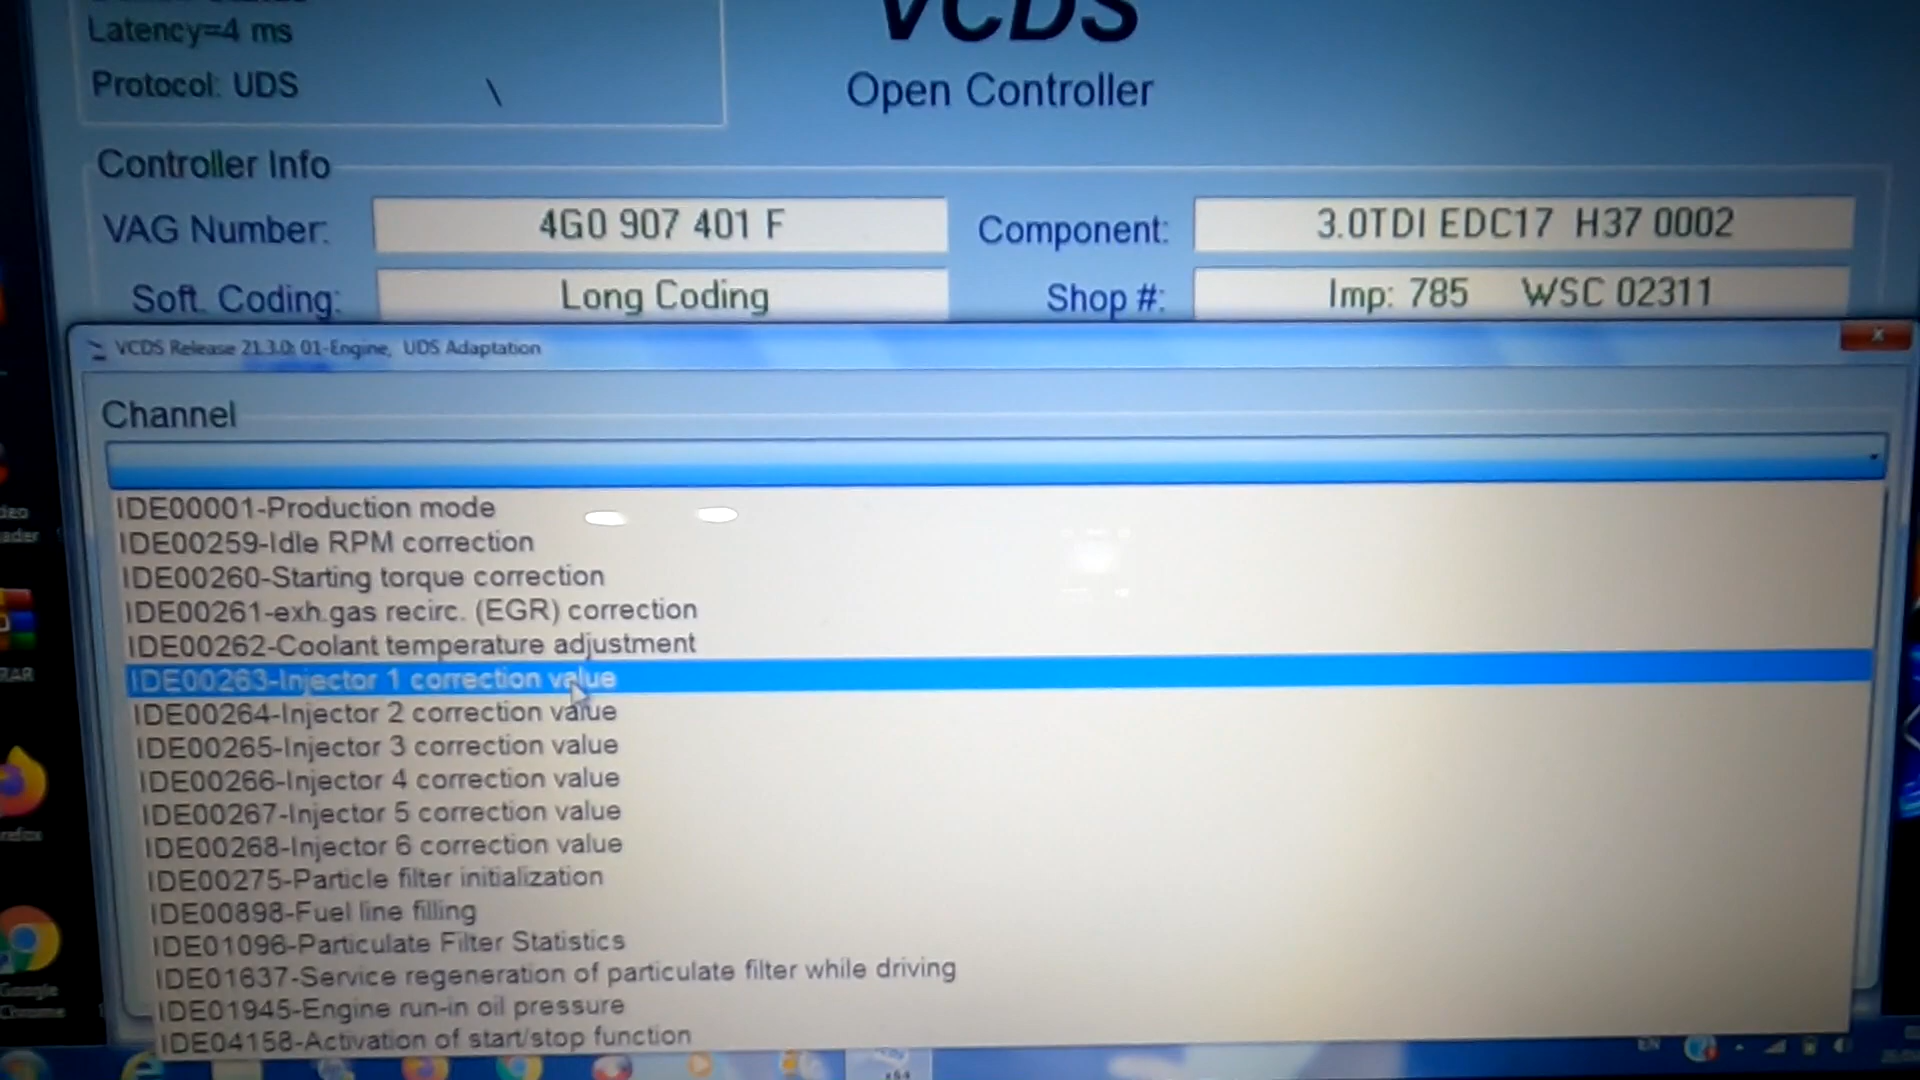 VCDS
Latency=4 ms
Protocol: UDS \
Open Controller
Controller Info
VAG Number: 4G0 907 401 F
Component: 3.0TDI EDC17 H37 0002
Soft. Coding: Long Coding
Shop #: Imp: 785 WSC 02311
VCDS Release 21.3.0: 01-Engine, UDS Adaptation
x
Channel
IDE00001-Production mode
IDE00259-Idle RPM correction
IDE00260-Starting torque correction
IDE00261-exh.gas recirc. (EGR) correction
IDE00262-Coolant temperature adjustment
IDE00263-Injector 1 correction value
IDE00264-Injector 2 correction value
IDE00265-Injector 3 correction value
IDE00266-Injector 4 correction value
IDE00267-Injector 5 correction value
IDE00268-Injector 6 correction value
IDE00275-Particle filter initialization
IDE00898-Fuel line filling
IDE01096-Particulate Filter Statistics
IDE01637-Service regeneration of particulate filter while driving
IDE01945-Engine run-in oil pressure
IDE04158-Activation of start/stop function
RAR
Google
Chrome
EN